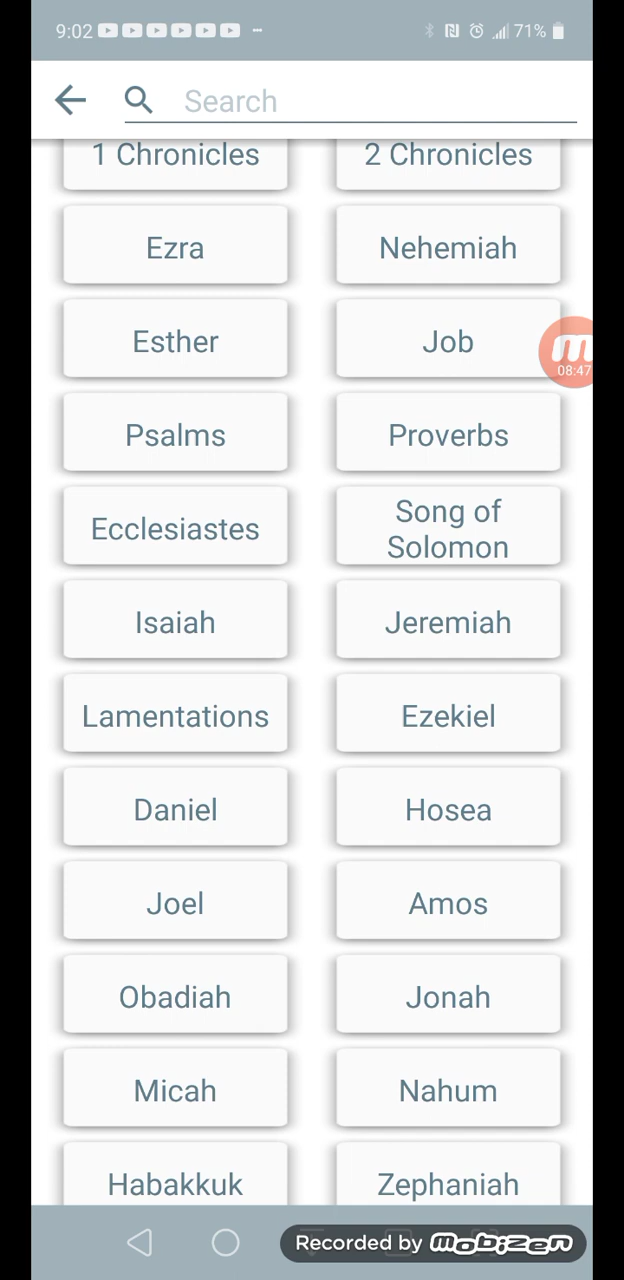 9:02 71%
Search
1 Chronicles 2 Chronicles
Ezra Nehemiah
Esther Job
m
08:47
Psalms Proverbs
Ecclesiastes Song of
Solomon
Isaiah Jeremiah
Lamentations Ezekiel
Daniel Hosea
Joel Amos
Obadiah Jonah
Micah Nahum
Habakkuk Zephaniah
Recorded by mobizen